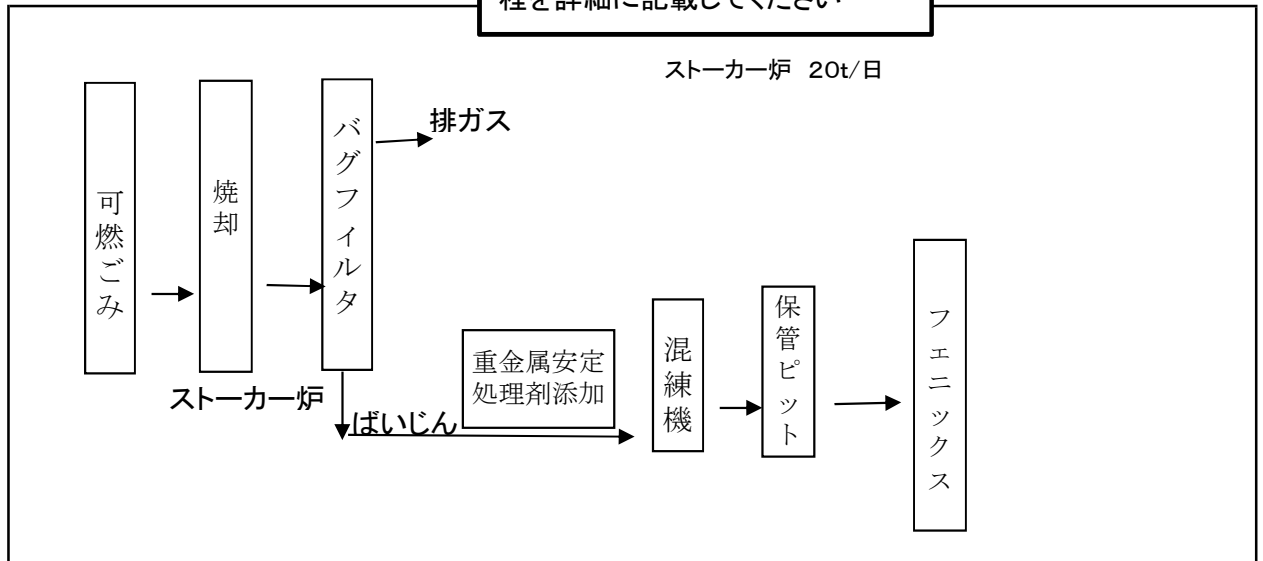 程を詳細に記載してください
ストーカー炉 20t/日
可燃ごみ
焼却
バグフィルタ
排ガス
ストーカー炉
ばいじん
重金属安定
処理剤添加
混練機
保管ピット
フェニックス